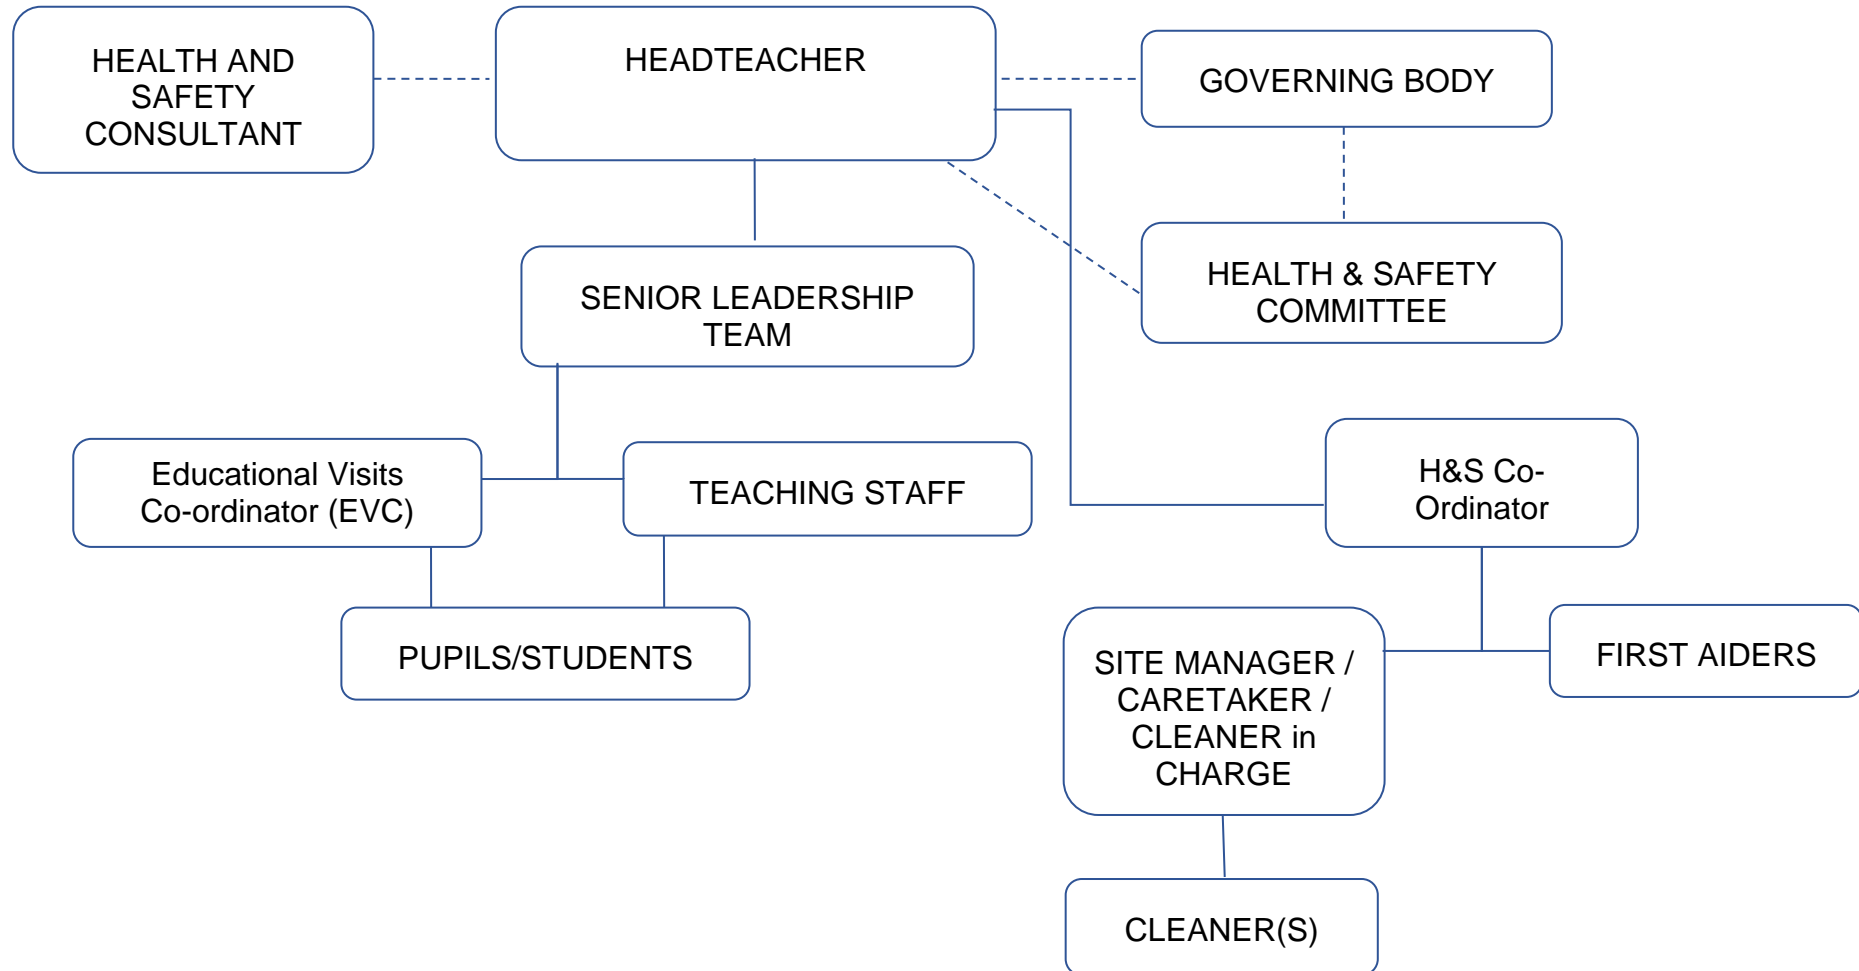 HEALTH AND
SAFETY
CONSULTANT
HEADTEACHER
GOVERNING BODY
SENIOR LEADERSHIP
TEAM
HEALTH & SAFETY
COMMITTEE
Educational Visits
Co-ordinator (EVC)
TEACHING STAFF
H&S Co-
Ordinator
PUPILS/STUDENTS
SITE MANAGER /
CARETAKER /
CLEANER in
CHARGE
FIRST AIDERS
CLEANER(S)